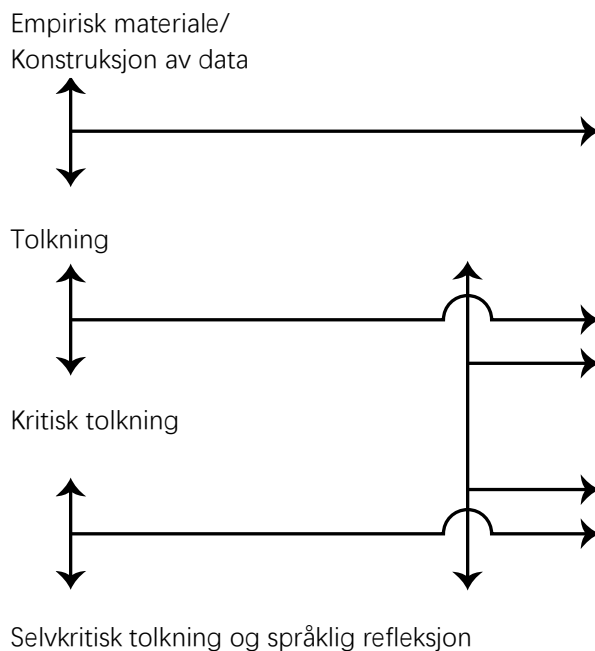 Empirisk materiale/
Konstruksjon av data
Tolkning
Kritisk tolkning
Selvkritisk tolkning og språklig refleksjon